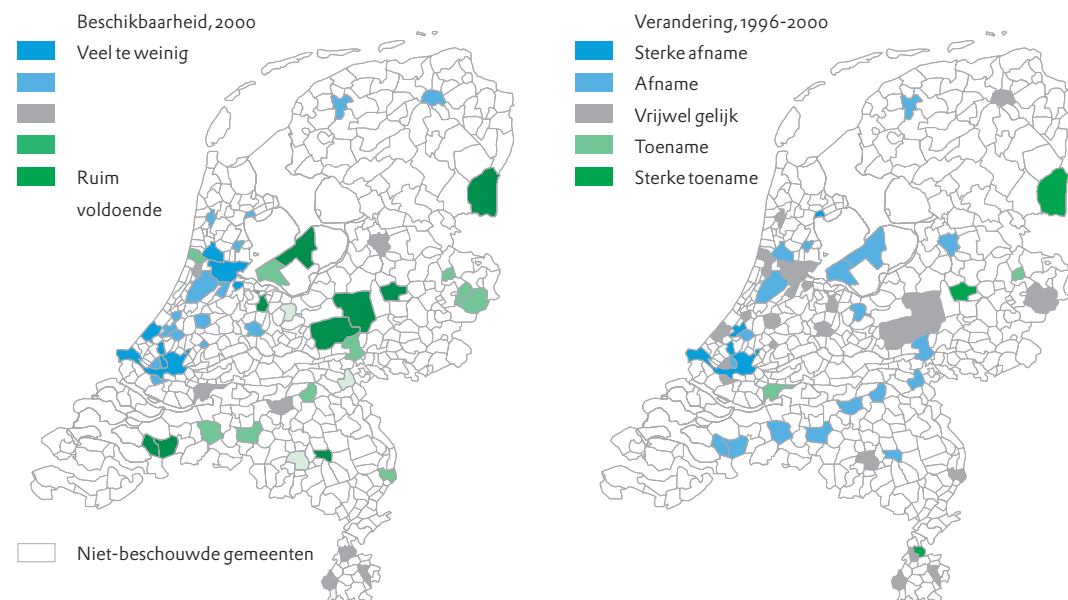 Beschikbaarheid, 2000
Veel te weinig
Ruim
voldoende
Niet-beschouwde gemeenten
Verandering, 1996-2000
Sterke afname
Afname
Vrijwel gelijk
Toename
Sterke toename